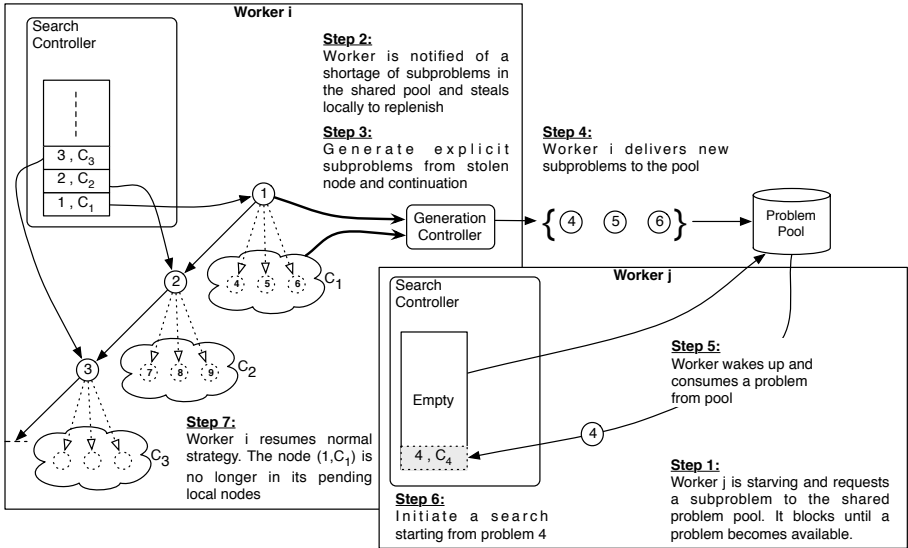 Worker i
Search
Controller
3 , C3
2 , C2
1 , C1
Step 2:
Worker is notified of a
shortage of subproblems in
the shared pool and steals
locally to replenish
Step 3:
Generate explicit
subproblems from stolen
node and continuation
Step 4:
Worker i delivers new
subproblems to the pool
1
Generation
Controller
{ 4 5 6 }
Problem
Pool
4 5 6
C1
2
7 8 9
C2
3
C3
Step 7:
Worker i resumes normal
strategy. The node (1,C1) is
no longer in its pending
local nodes
Worker j
Search
Controller
Empty
4 , C4
4
Step 5:
Worker wakes up and
consumes a problem
from pool
Step 6:
Initiate a search
starting from problem 4
Step 1:
Worker j is starving and requests
a subproblem to the shared
problem pool. It blocks until a
problem becomes available.